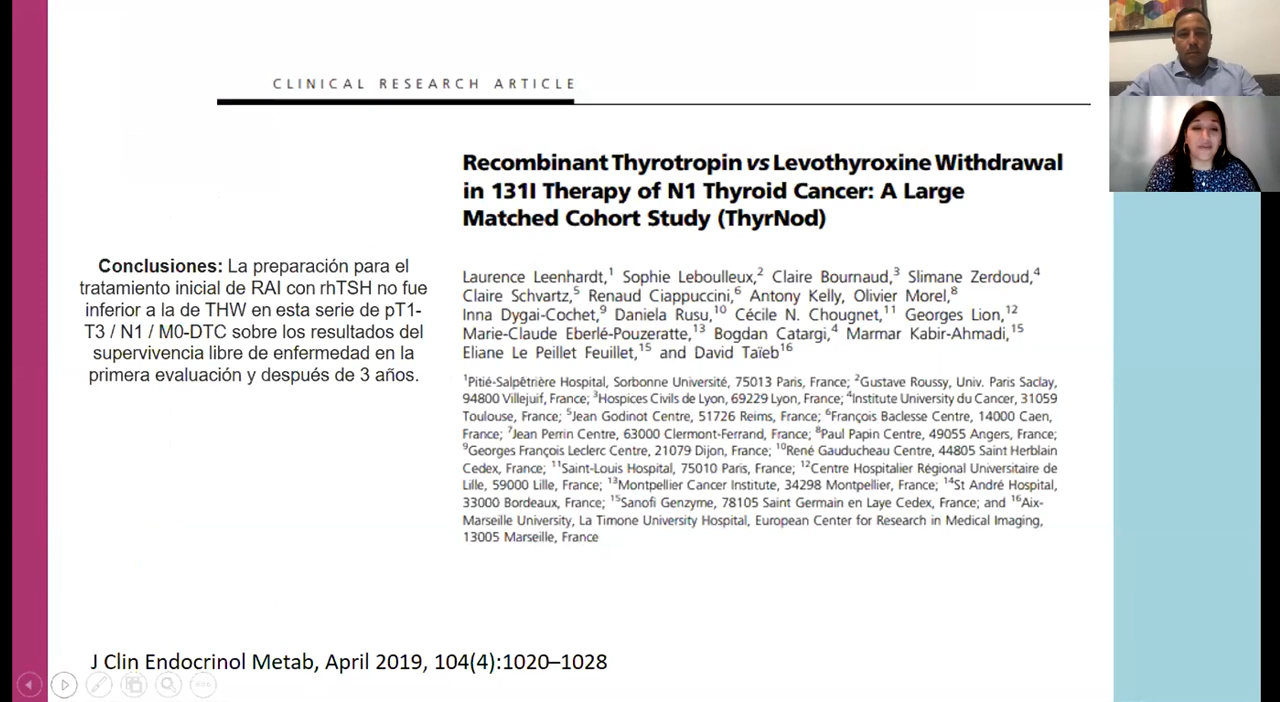 CLINICAL RESEARCH ARTICLE
Recombinant Thyrotropin vs Levothyroxine Withdrawal
in 131I Therapy of N1 Thyroid Cancer: A Large
Matched Cohort Study (ThyrNod)
Conclusiones: La preparación para el
tratamiento inicial de RAI con rhTSH no fue
inferior a la de THW en esta serie de pT1-
T3 / N1 / M0-DTC sobre los resultados del
supervivencia libre de enfermedad en la
primera evaluación y después de 3 años.
Laurence Leenhardt,1 Sophie Leboulleux,2 Claire Bournaud,3 Slimane Zerdoud,4
Claire Schvartz,5 Renaud Ciappuccini,6 Antony Kelly, Olivier Morel,8
Inna Dygai-Cochet,9 Daniela Rusu,10 Cécile N. Chougnet,11 Georges Lion,12
Marie-Claude Eberlé-Pouzeratte,13 Bogdan Catargi,4 Marmar Kabir-Ahmadi,15
Eliane Le Peillet Feuillet,15 and David Taïeb16
1Pitié-Salpêtrière Hospital, Sorbonne Université, 75013 Paris, France; 2Gustave Roussy, Univ. Paris Saclay,
94800 Villejuif, France; 3Hospices Civils de Lyon, 69229 Lyon, France; 4Institute University du Cancer, 31059
Toulouse, France; 5Jean Godinot Centre, 51726 Reims, France; 6François Baclesse Centre, 14000 Caen,
France; 7Jean Perrin Centre, 63000 Clermont-Ferrand, France; 8Paul Papin Centre, 49055 Angers, France;
9Georges François Leclerc Centre, 21079 Dijon, France; 10René Gauducheau Centre, 44805 Saint Herblain
Cedex, France; 11Saint-Louis Hospital, 75010 Paris, France; 12Centre Hospitalier Régional Universitaire de
Lille, 59000 Lille, France; 13Montpellier Cancer Institute, 34298 Montpellier, France; 14St André Hospital,
33000 Bordeaux, France; 15Sanofi Genzyme, 78105 Saint Germain en Laye Cedex, France; and 16Aix-
Marseille University, La Timone University Hospital, European Center for Research in Medical Imaging,
13005 Marseille, France
J Clin Endocrinol Metab, April 2019, 104(4):1020–1028